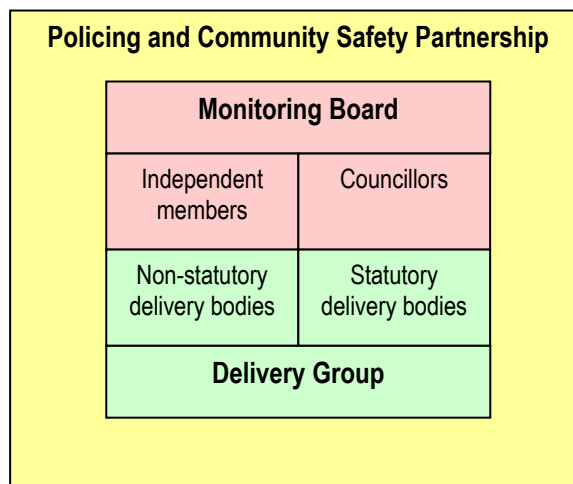 Policing and Community Safety Partnership
Monitoring Board
Independent
members
Councillors
Non-statutory
delivery bodies
Statutory
delivery bodies
Delivery Group